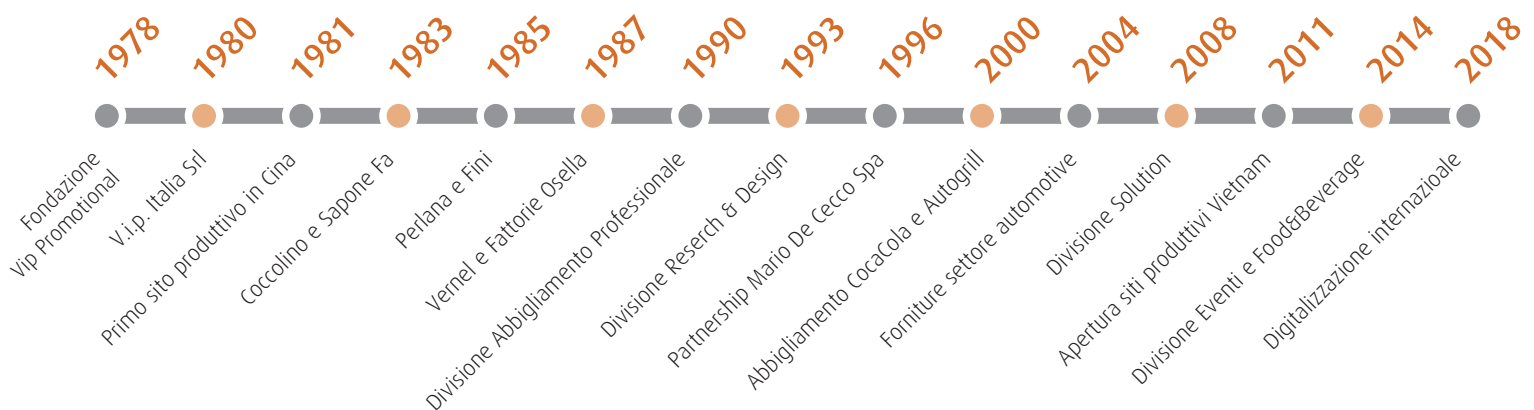 1978
1980
1981
1983
1985
1987
1990
1993
1996
2000
2004
2008
2011
2014
2018
Fondazione
Vip Promotional
V.i.p. Italia Srl
Primo sito produttivo in Cina
Coccolino e Sapone Fa
Perlana e Fini
Vernel e Fattorie Osella
Divisione Abbigliamento Professionale
Divisione Reserch & Design
Partnership Mario De Cecco Spa
Abbigliamento CocaCola e Autogrill
Forniture settore automotive
Divisione Solution
Apertura siti produttivi Vietnam
Divisione Eventi e Food&Beverage
Digitalizzazione internazioale